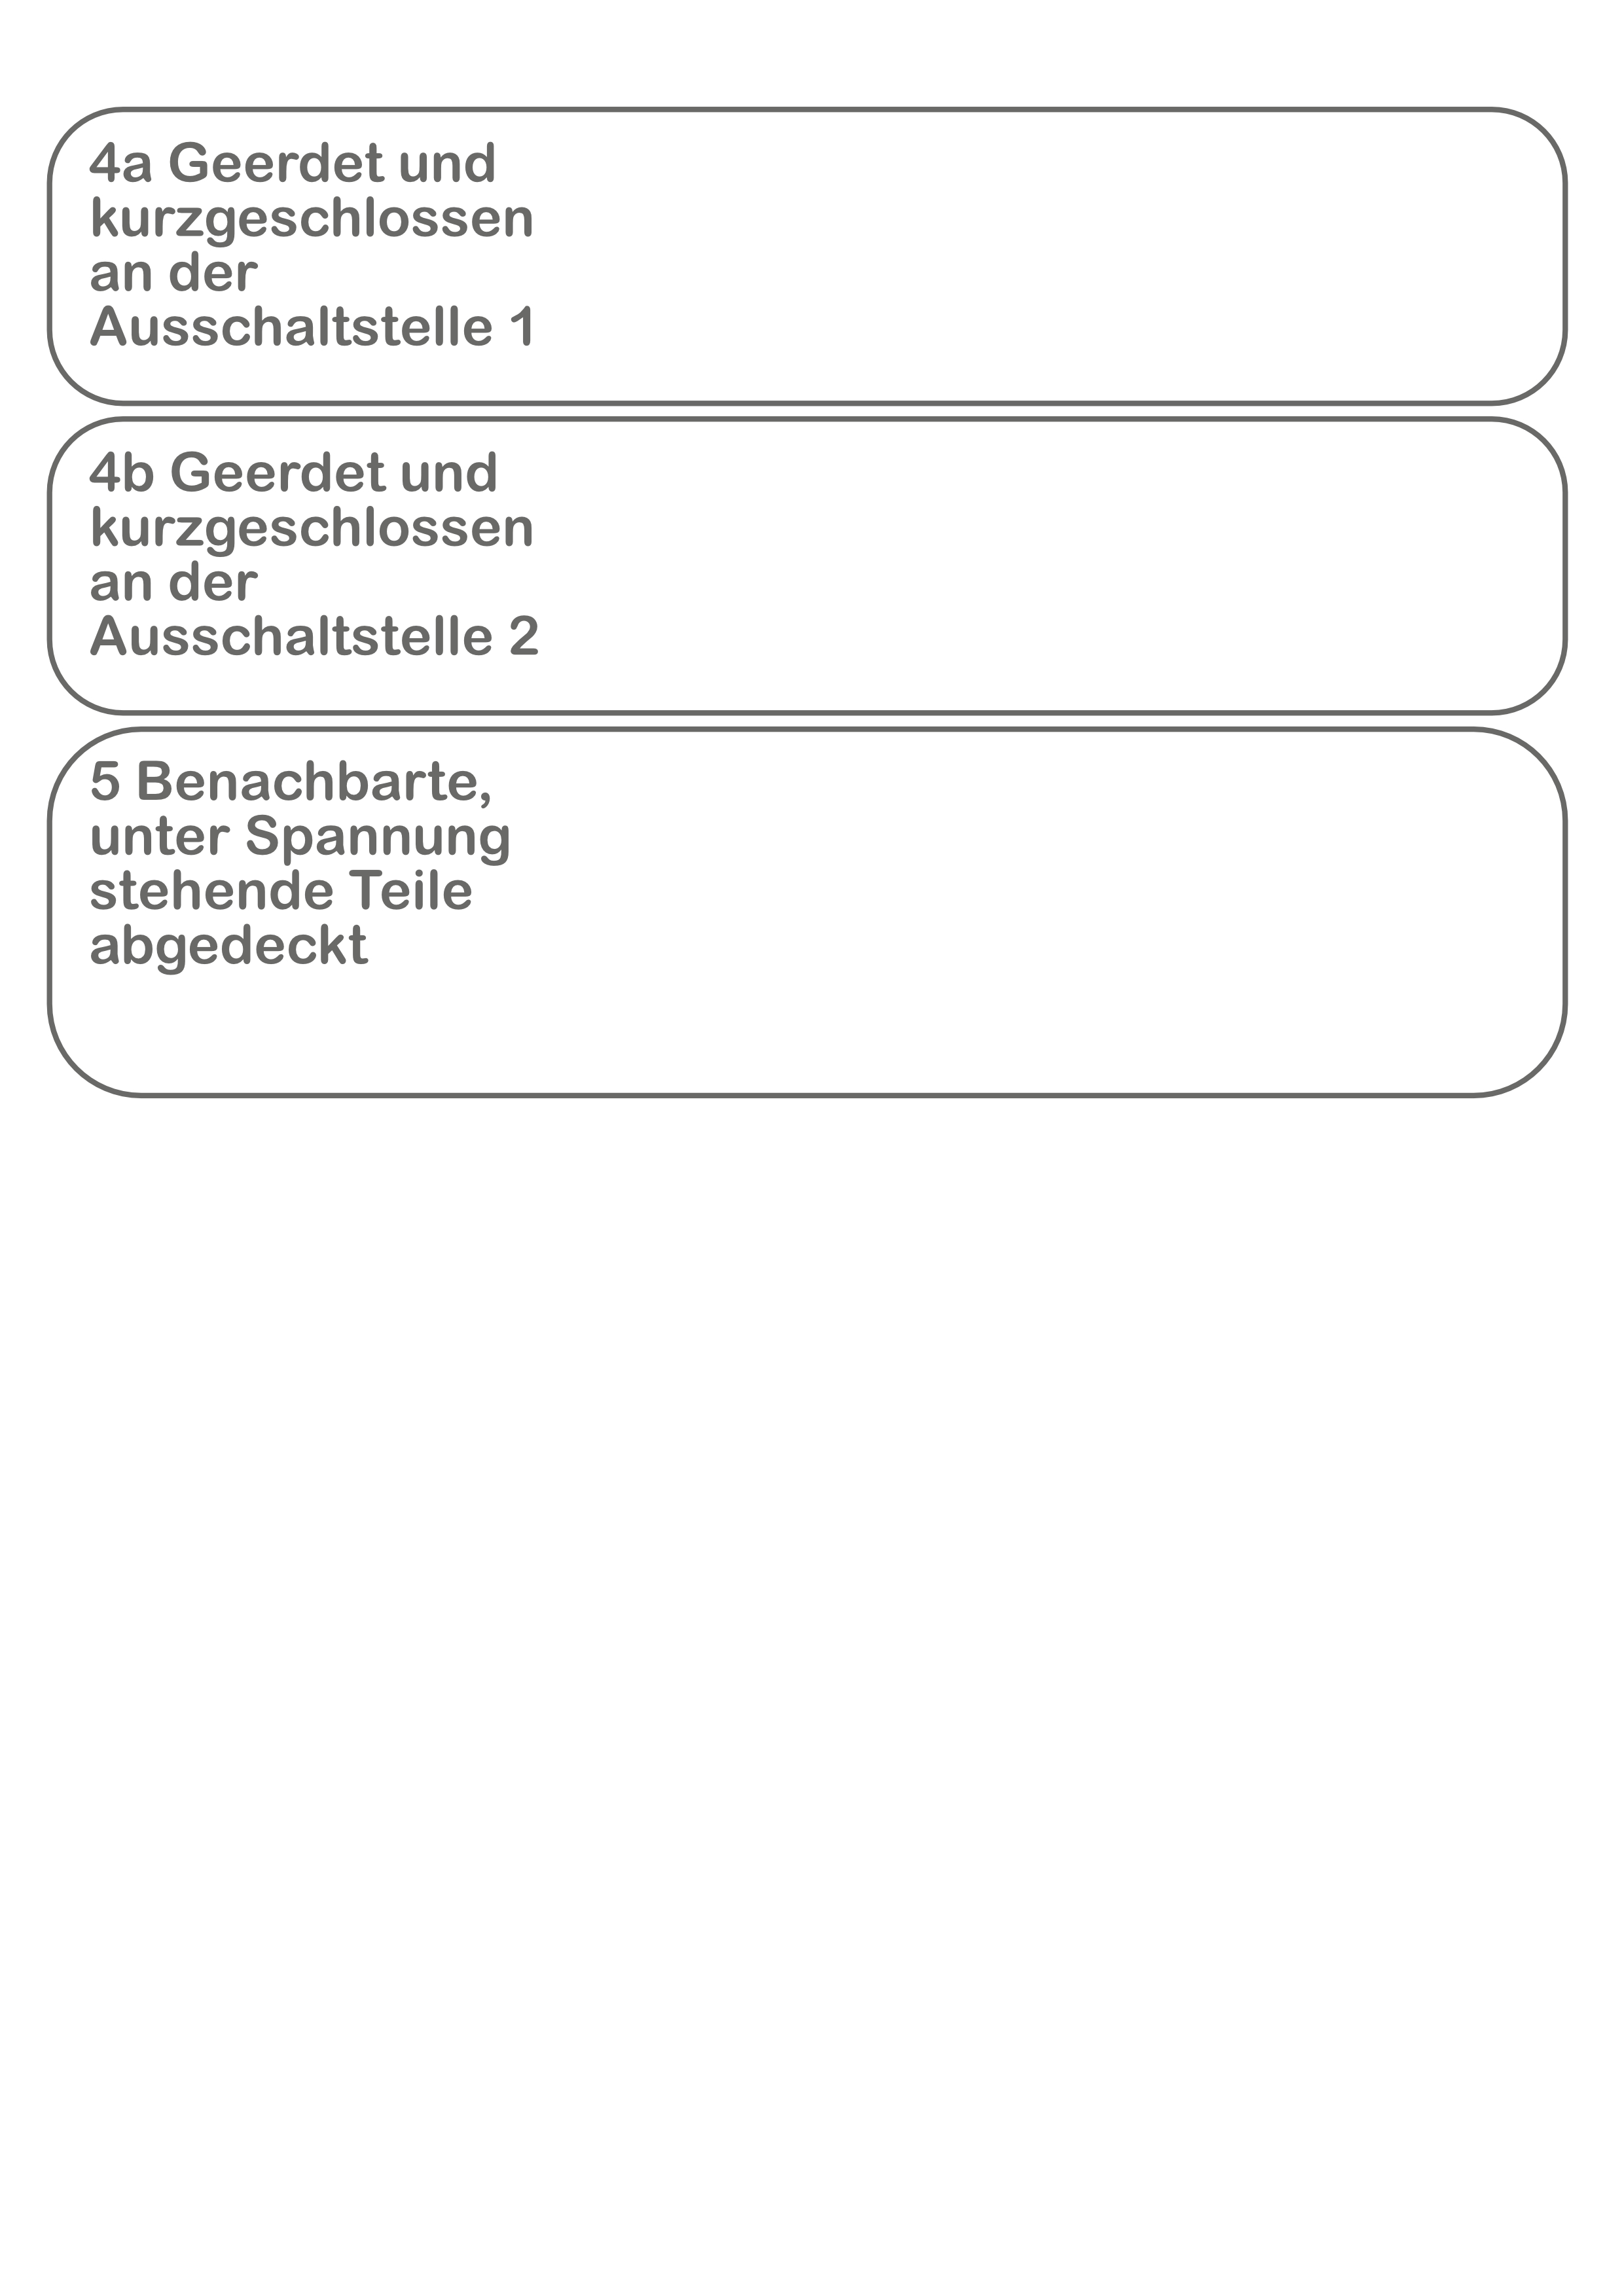 4a Geerdet und
kurzgeschlossen
an der
Ausschaltstelle 1
4b Geerdet und
kurzgeschlossen
an der
Ausschaltstelle 2
5 Benachbarte,
unter Spannung
stehende Teile
abgedeckt